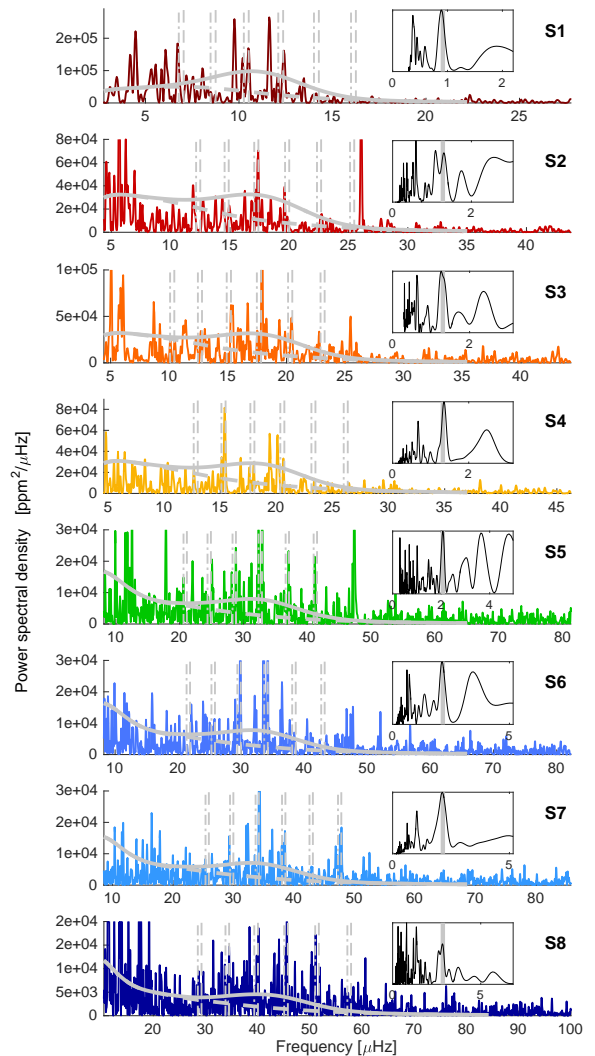 S1
2e+05
1e+05
0
5 10 15 20 25
0 1 2
S2
8e+04
6e+04
4e+04
2e+04
0
5 10 15 20 25 30 35 40
0 2
S3
1e+05
5e+04
0
5 10 15 20 25 30 35 40
0 2
S4
8e+04
6e+04
4e+04
2e+04
0
5 10 15 20 25 30 35 40 45
0 2
Power spectral density [ppm²/μHz]
S5
3e+04
2e+04
1e+04
0
10 20 30 40 50 60 70 80
0 2 4
S6
3e+04
2e+04
1e+04
0
10 20 30 40 50 60 70 80
0 5
S7
3e+04
2e+04
1e+04
0
10 20 30 40 50 60 70 80
0 5
S8
2e+04
2e+04
1e+04
5e+03
0
20 30 40 50 60 70 80 90 100
0 5
Frequency [μHz]